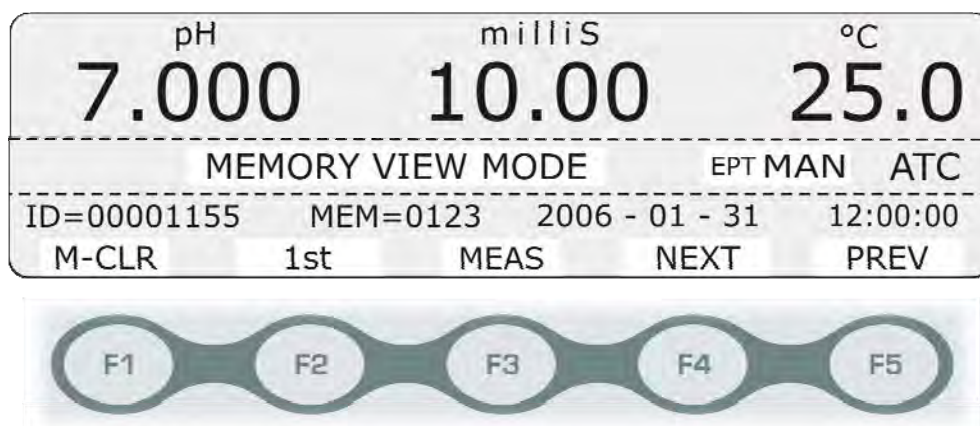 pH milliS °C
7.000 10.00 25.0
MEMORY VIEW MODE EPT MAN ATC
ID=00001155 MEM=0123 2006 - 01 - 31 12:00:00
M-CLR 1st MEAS NEXT PREV
F1 F2 F3 F4 F5